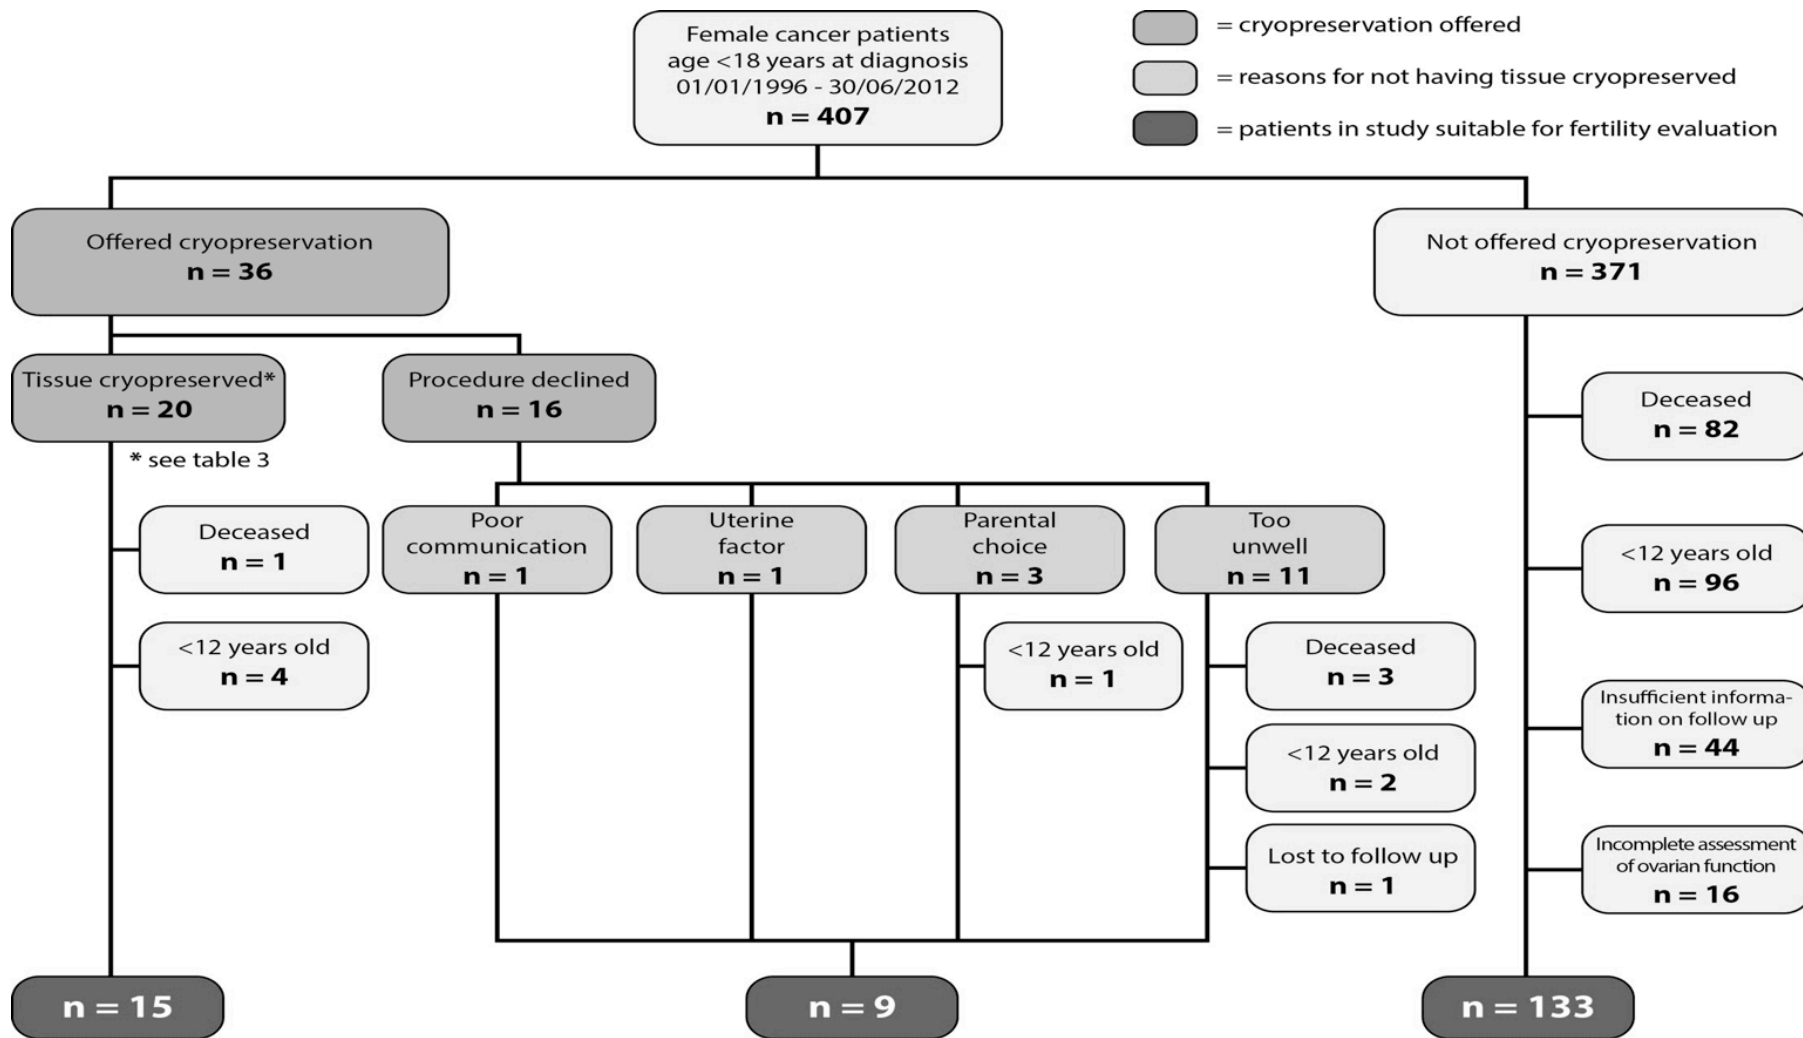 Female cancer patients
age <18 years at diagnosis
01/01/1996 - 30/06/2012
n = 407
= cryopreservation offered
= reasons for not having tissue cryopreserved
= patients in study suitable for fertility evaluation
Offered cryopreservation
n = 36
Not offered cryopreservation
n = 371
Tissue cryopreserved*
n = 20
* see table 3
Procedure declined
n = 16
Deceased
n = 1
<12 years old
n = 4
Poor
communication
n = 1
Uterine
factor
n = 1
Parental
choice
n = 3
Too
unwell
n = 11
<12 years old
n = 1
Deceased
n = 3
<12 years old
n = 2
Lost to follow up
n = 1
Deceased
n = 82
<12 years old
n = 96
Insufficient informa-
tion on follow up
n = 44
Incomplete assessment
of ovarian function
n = 16
n = 15
n = 9
n = 133